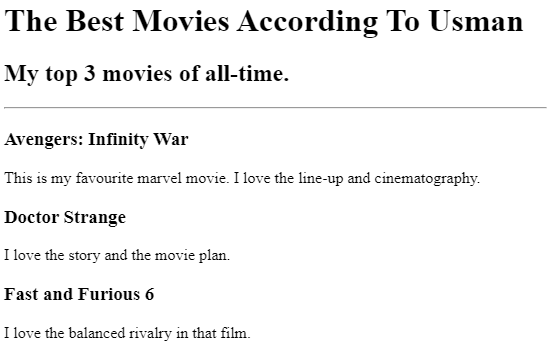 The Best Movies According To Usman
My top 3 movies of all-time.
Avengers: Infinity War
This is my favourite marvel movie. I love the line-up and cinematography.
Doctor Strange
I love the story and the movie plan.
Fast and Furious 6
I love the balanced rivalry in that film.